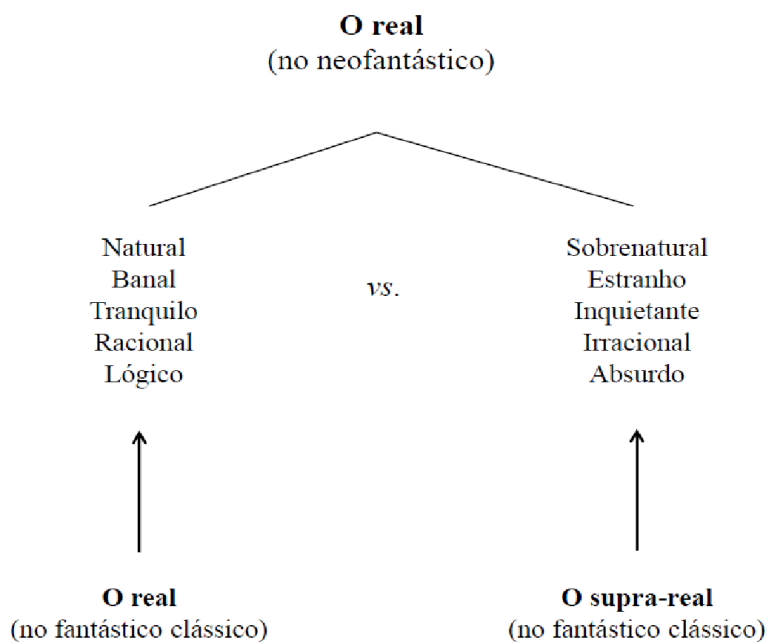 O real
(no neofantástico)
Natural
Banal
Tranquilo
Racional
Lógico
vs.
Sobrenatural
Estranho
Inquietante
Irracional
Absurdo
O real
(no fantástico clássico)
O supra-real
(no fantástico clássico)